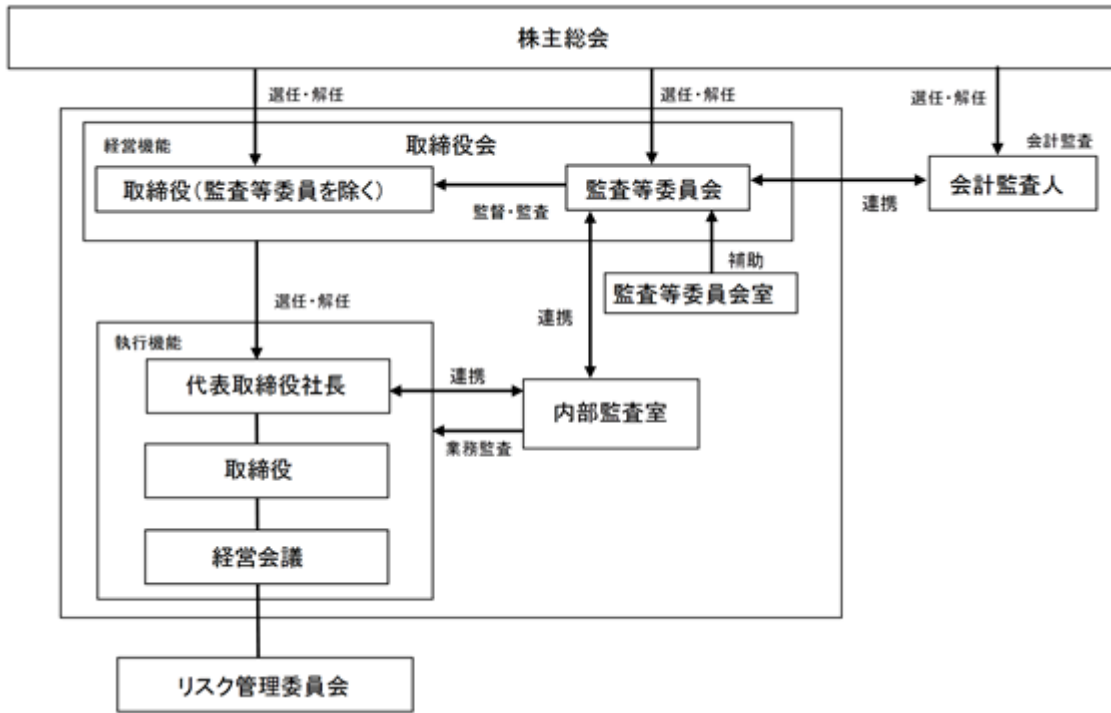 株主総会
選任・解任
選任・解任
選任・解任
経営機能
取締役会
会計監査
取締役(監査等委員を除く)
監査等委員会
会計監査人
監督・監査
連携
補助
監査等委員会室
選任・解任
連携
執行機能
代表取締役社長
連携
内部監査室
業務監査
取締役
経営会議
リスク管理委員会